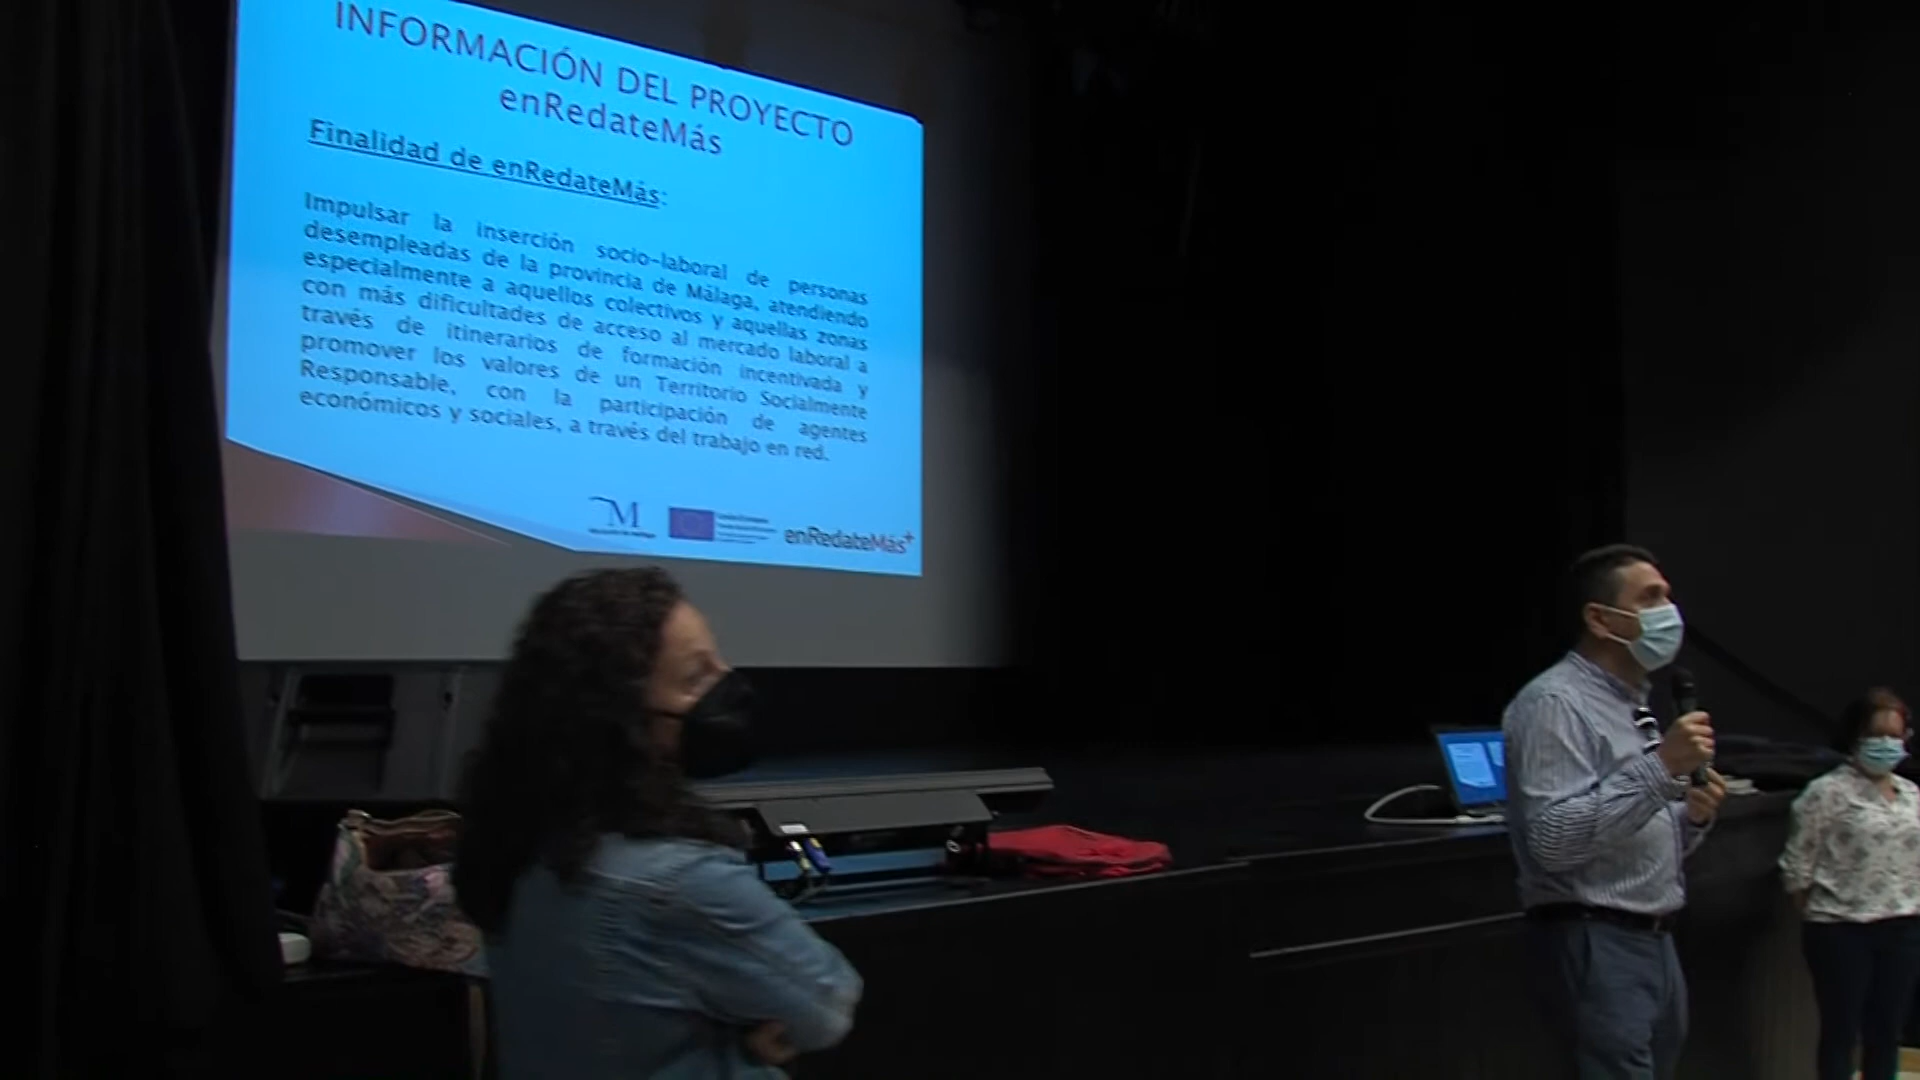 INFORMACIÓN DEL PROYECTO
enRedateMás
Finalidad de enRedateMás:
Impulsar la inserción socio-laboral de personas
desempleadas de la provincia de Málaga, atendiendo
especialmente a aquellos colectivos y aquellas zonas
con más dificultades de acceso al mercado laboral a
través de itinerarios de formación incentivada y
promover los valores de un Territorio Socialmente
Responsable, con la participación de agentes
económicos y sociales, a través del trabajo en red.
M
enRedateMás+